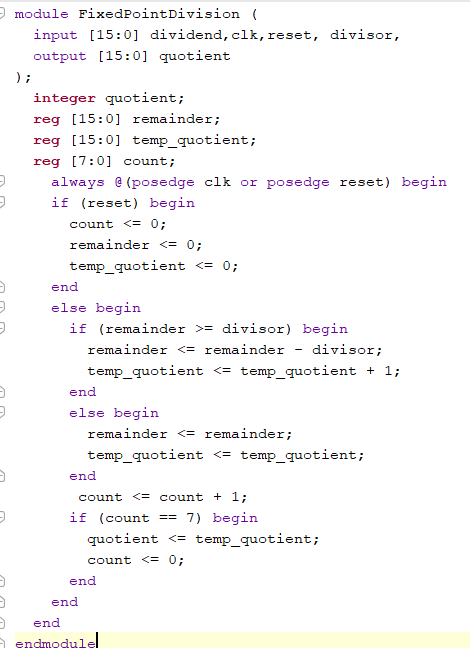 module FixedPointDivision (
input [15:0] dividend,clk,reset, divisor,
output [15:0] quotient
);
integer quotient;
reg [15:0] remainder;
reg [15:0] temp_quotient;
reg [7:0] count;
always @(posedge clk or posedge reset) begin
if (reset) begin
count <= 0;
remainder <= 0;
temp_quotient <= 0;
end
else begin
if (remainder >= divisor) begin
remainder <= remainder - divisor;
temp_quotient <= temp_quotient + 1;
end
else begin
remainder <= remainder;
temp_quotient <= temp_quotient;
end
count <= count + 1;
if (count == 7) begin
quotient <= temp_quotient;
count <= 0;
end
end
end
endmodule